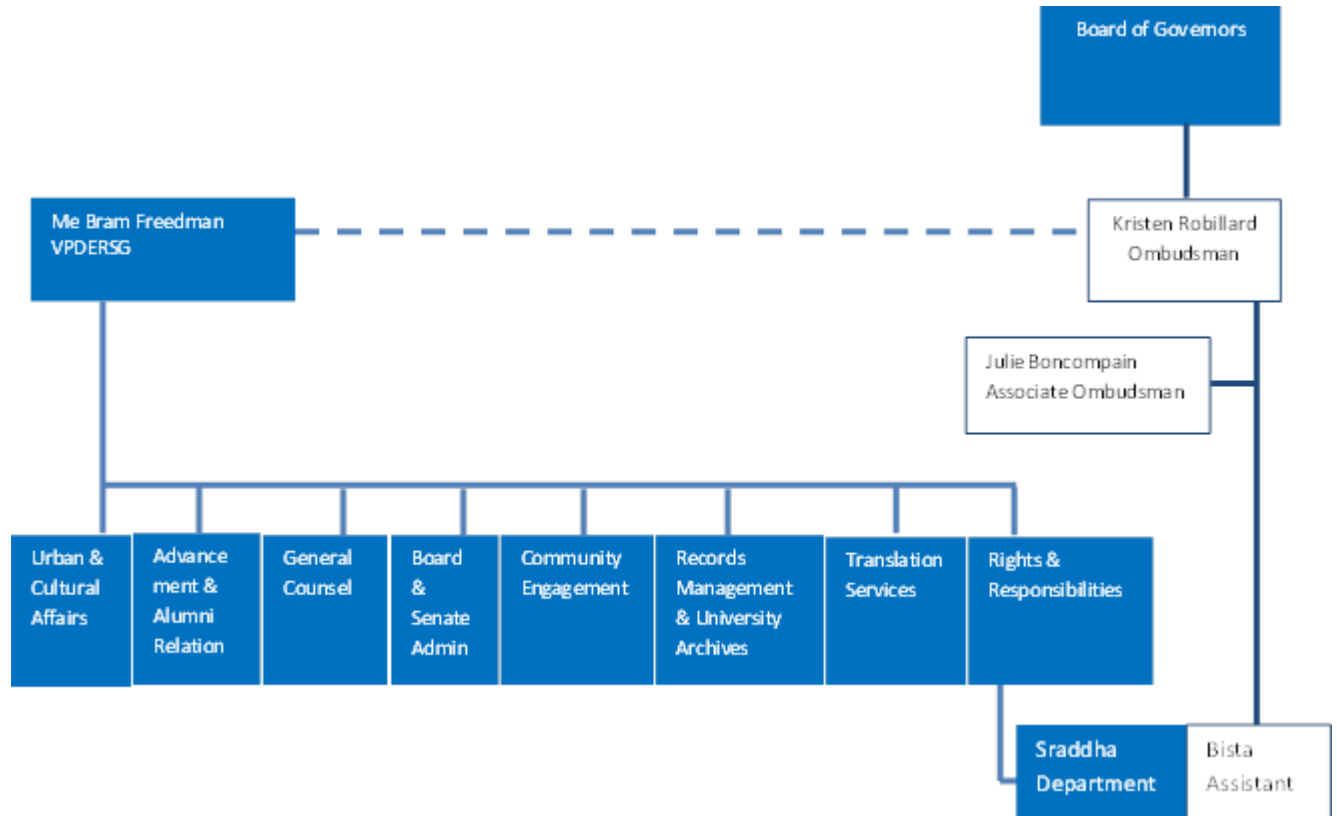 Board of Governors
Me Bram Freedman
VPDERSG
Kristen Robillard
Ombudsman
Julie Boncompain
Associate Ombudsman
Urban &
Cultural
Affairs
Advance
ment &
Alumni
Relation
General
Counsel
Board
&
Senate
Admin
Community
Engagement
Records
Management
& University
Archives
Translation
Services
Rights &
Responsibilities
Sraddha
Department
Bista
Assistant